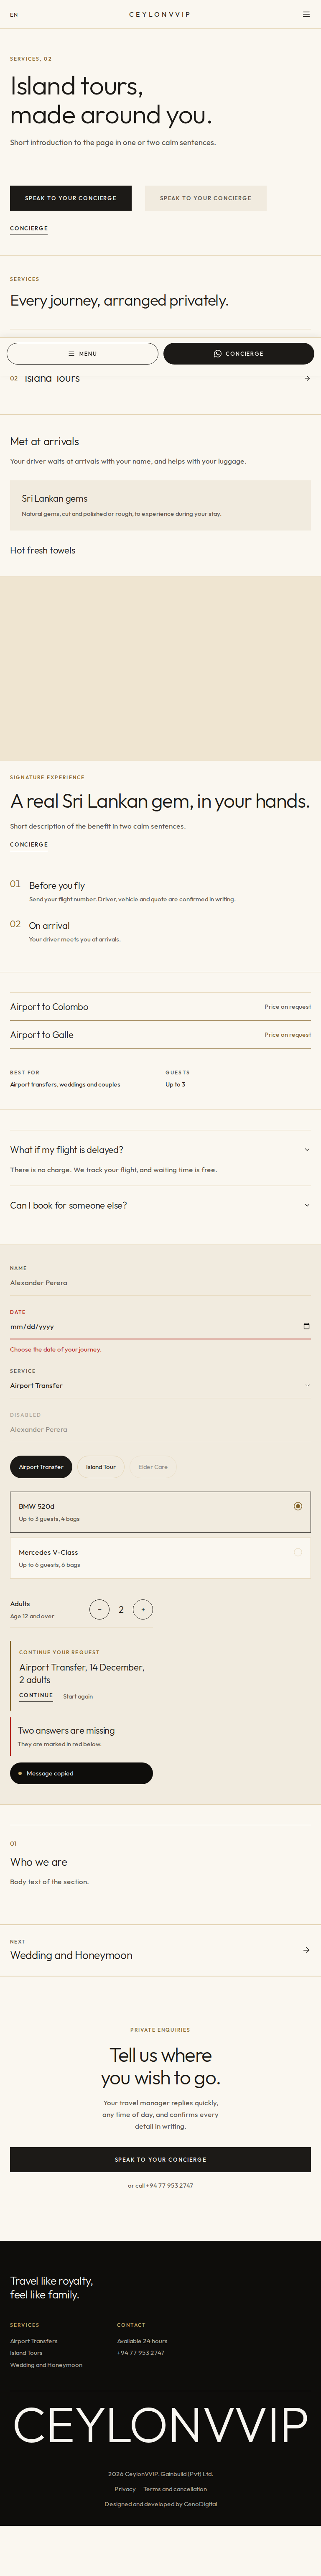 EN
CEYLONVVIP
SERVICES, 02
Island tours,
made around you.
Short introduction to the page in one or two calm sentences.
SPEAK TO YOUR CONCIERGE
SPEAK TO YOUR CONCIERGE
CONCIERGE
SERVICES
Every journey, arranged privately.
MENU
CONCIERGE
02 Island Tours
Met at arrivals
Your driver waits at arrivals with your name, and helps with your luggage.
Sri Lankan gems
Natural gems, cut and polished or rough, to experience during your stay.
Hot fresh towels
SIGNATURE EXPERIENCE
A real Sri Lankan gem, in your hands.
Short description of the benefit in two calm sentences.
CONCIERGE
01 Before you fly
Send your flight number. Driver, vehicle and quote are confirmed in writing.
02 On arrival
Your driver meets you at arrivals.
Airport to Colombo Price on request
Airport to Galle Price on request
BEST FOR GUESTS
Airport transfers, weddings and couples Up to 3
What if my flight is delayed?
There is no charge. We track your flight, and waiting time is free.
Can I book for someone else?
NAME
Alexander Perera
DATE
mm/dd/yyyy
Choose the date of your journey.
SERVICE
Airport Transfer
DISABLED
Alexander Perera
Airport Transfer Island Tour Elder Care
BMW 520d
Up to 3 guests, 4 bags
Mercedes V-Class
Up to 6 guests, 6 bags
Adults
Age 12 and over
− 2 +
CONTINUE YOUR REQUEST
Airport Transfer, 14 December,
2 adults
CONTINUE Start again
Two answers are missing
They are marked in red below.
Message copied
01
Who we are
Body text of the section.
NEXT
Wedding and Honeymoon
PRIVATE ENQUIRIES
Tell us where
you wish to go.
Your travel manager replies quickly,
any time of day, and confirms every
detail in writing.
SPEAK TO YOUR CONCIERGE
or call +94 77 953 2747
Travel like royalty,
feel like family.
SERVICES CONTACT
Airport Transfers Available 24 hours
Island Tours +94 77 953 2747
Wedding and Honeymoon
CEYLONVVIP
2026 CeylonVVIP. Gainbuild (Pvt) Ltd.
Privacy Terms and cancellation
Designed and developed by CenoDigital